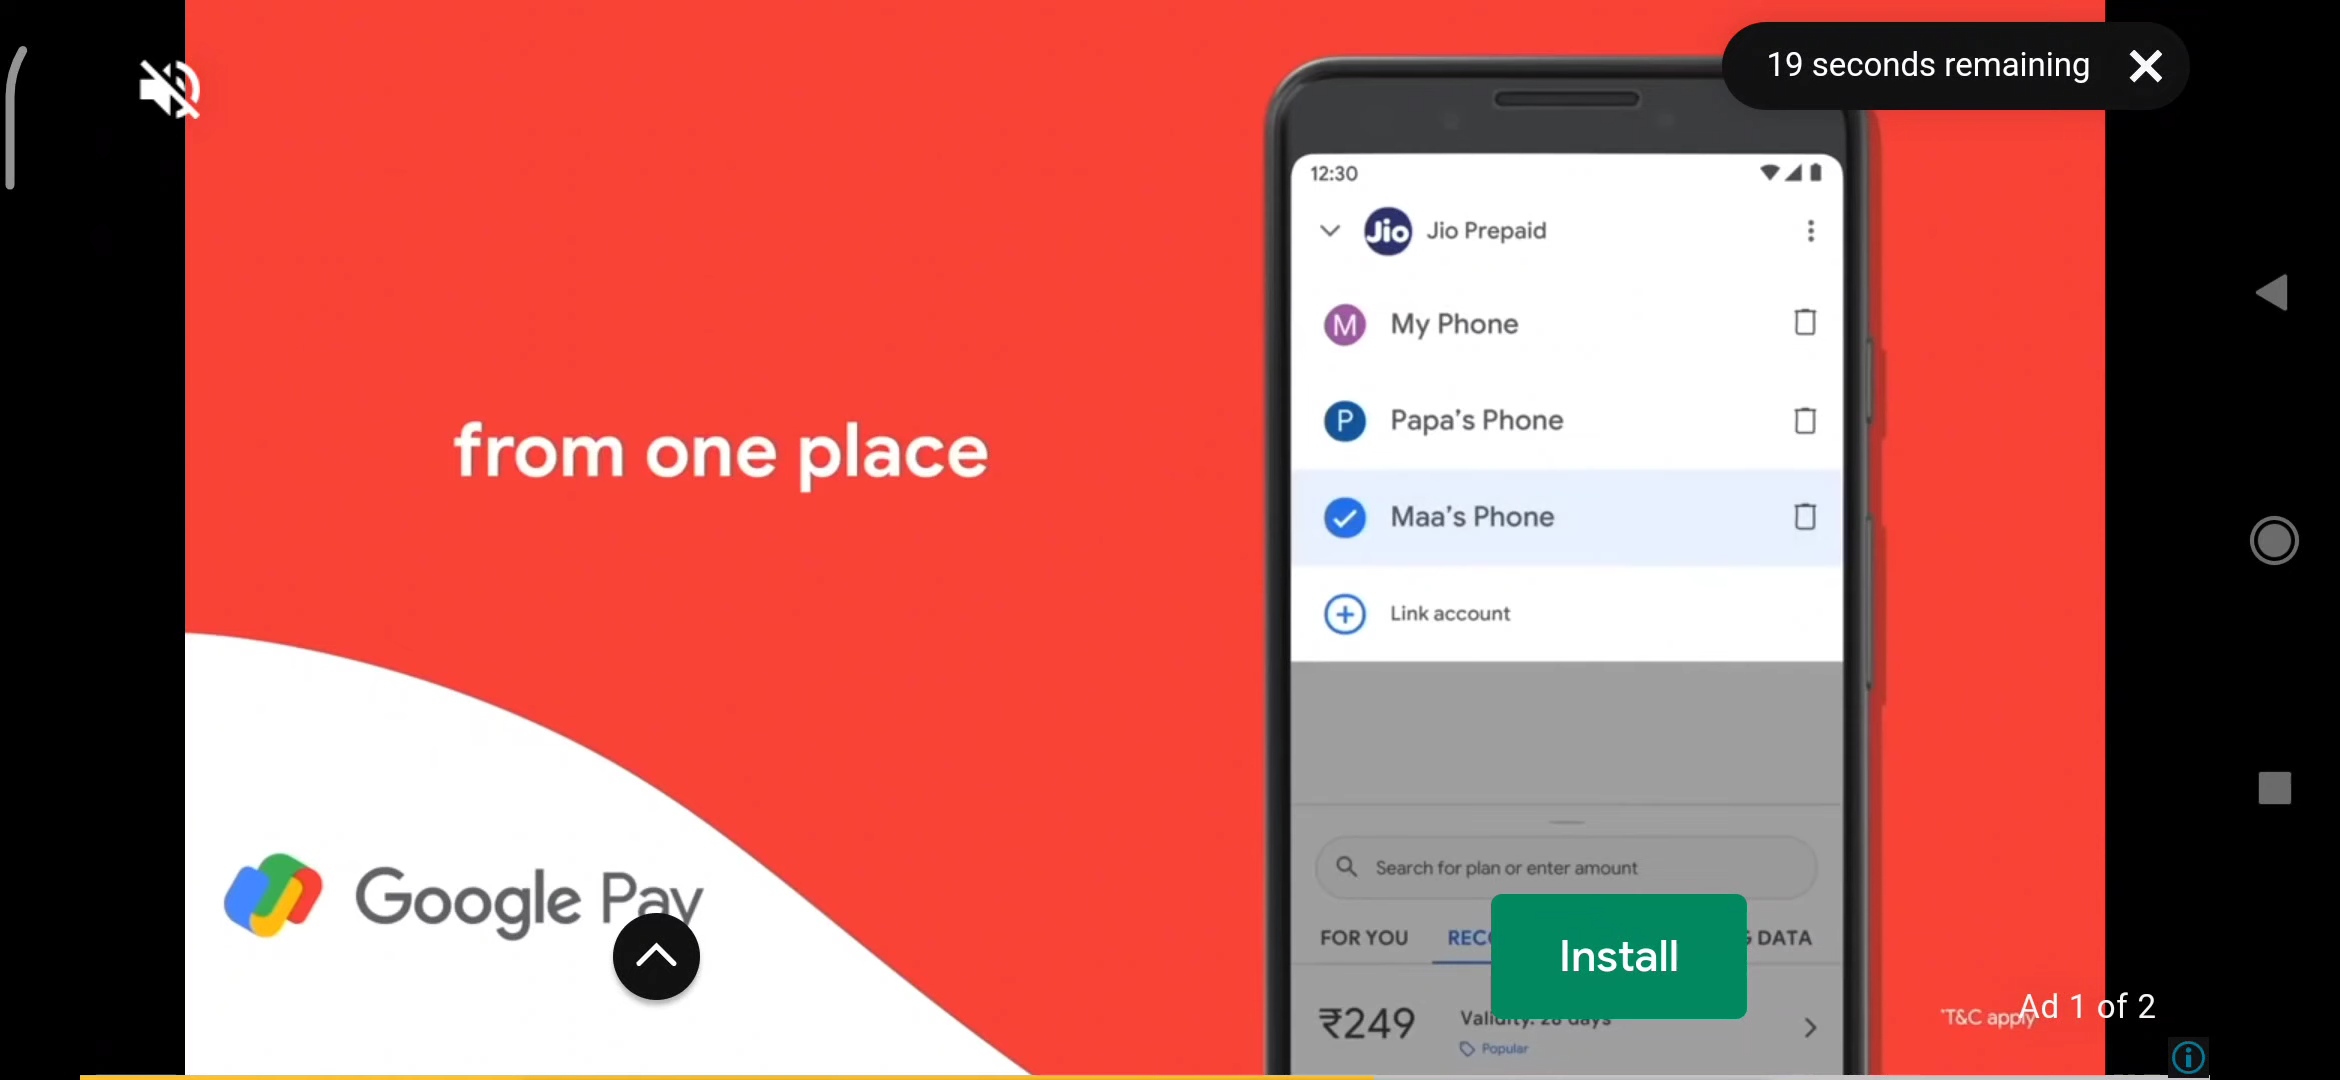 19 seconds remaining
12:30
Jio Jio Prepaid
M My Phone
from one place
P Papa's Phone
Maa's Phone
Link account
Search for plan or enter amount
Google Pay
FOR YOU
DATA
Install
₹249
Validity: 28 days
Popular
*T&C apply
Ad 1 of 2